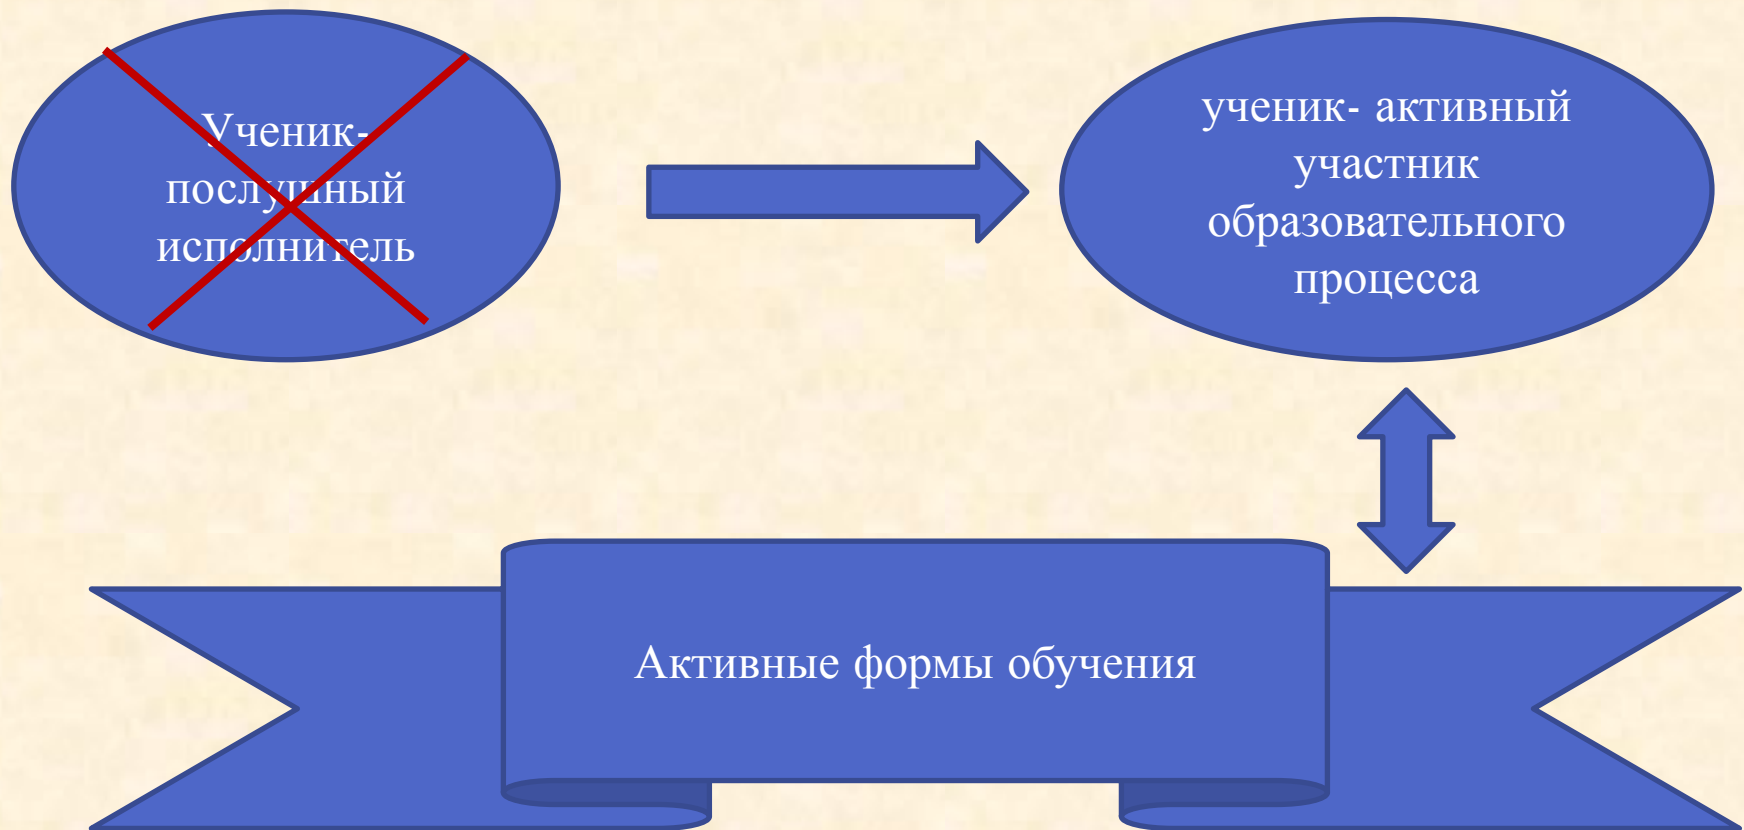 Ученик-
послушный
исполнитель
ученик- активный
участник
образовательного
процесса
Активные формы обучения